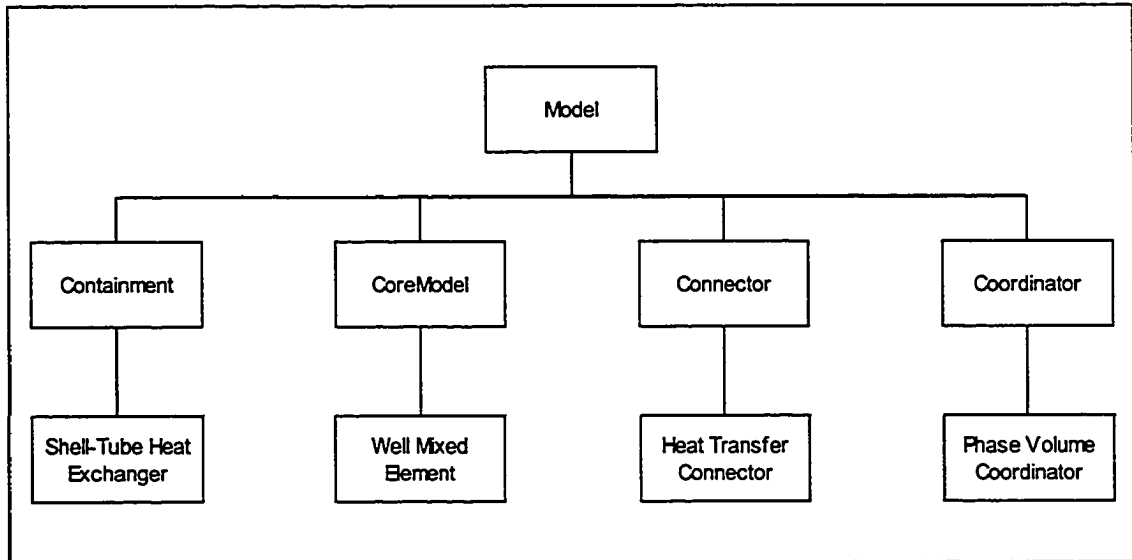 Model
Containment
CoreModel
Connector
Coordinator
Shell-Tube Heat
Exchanger
Well Mixed
Element
Heat Transfer
Connector
Phase Volume
Coordinator